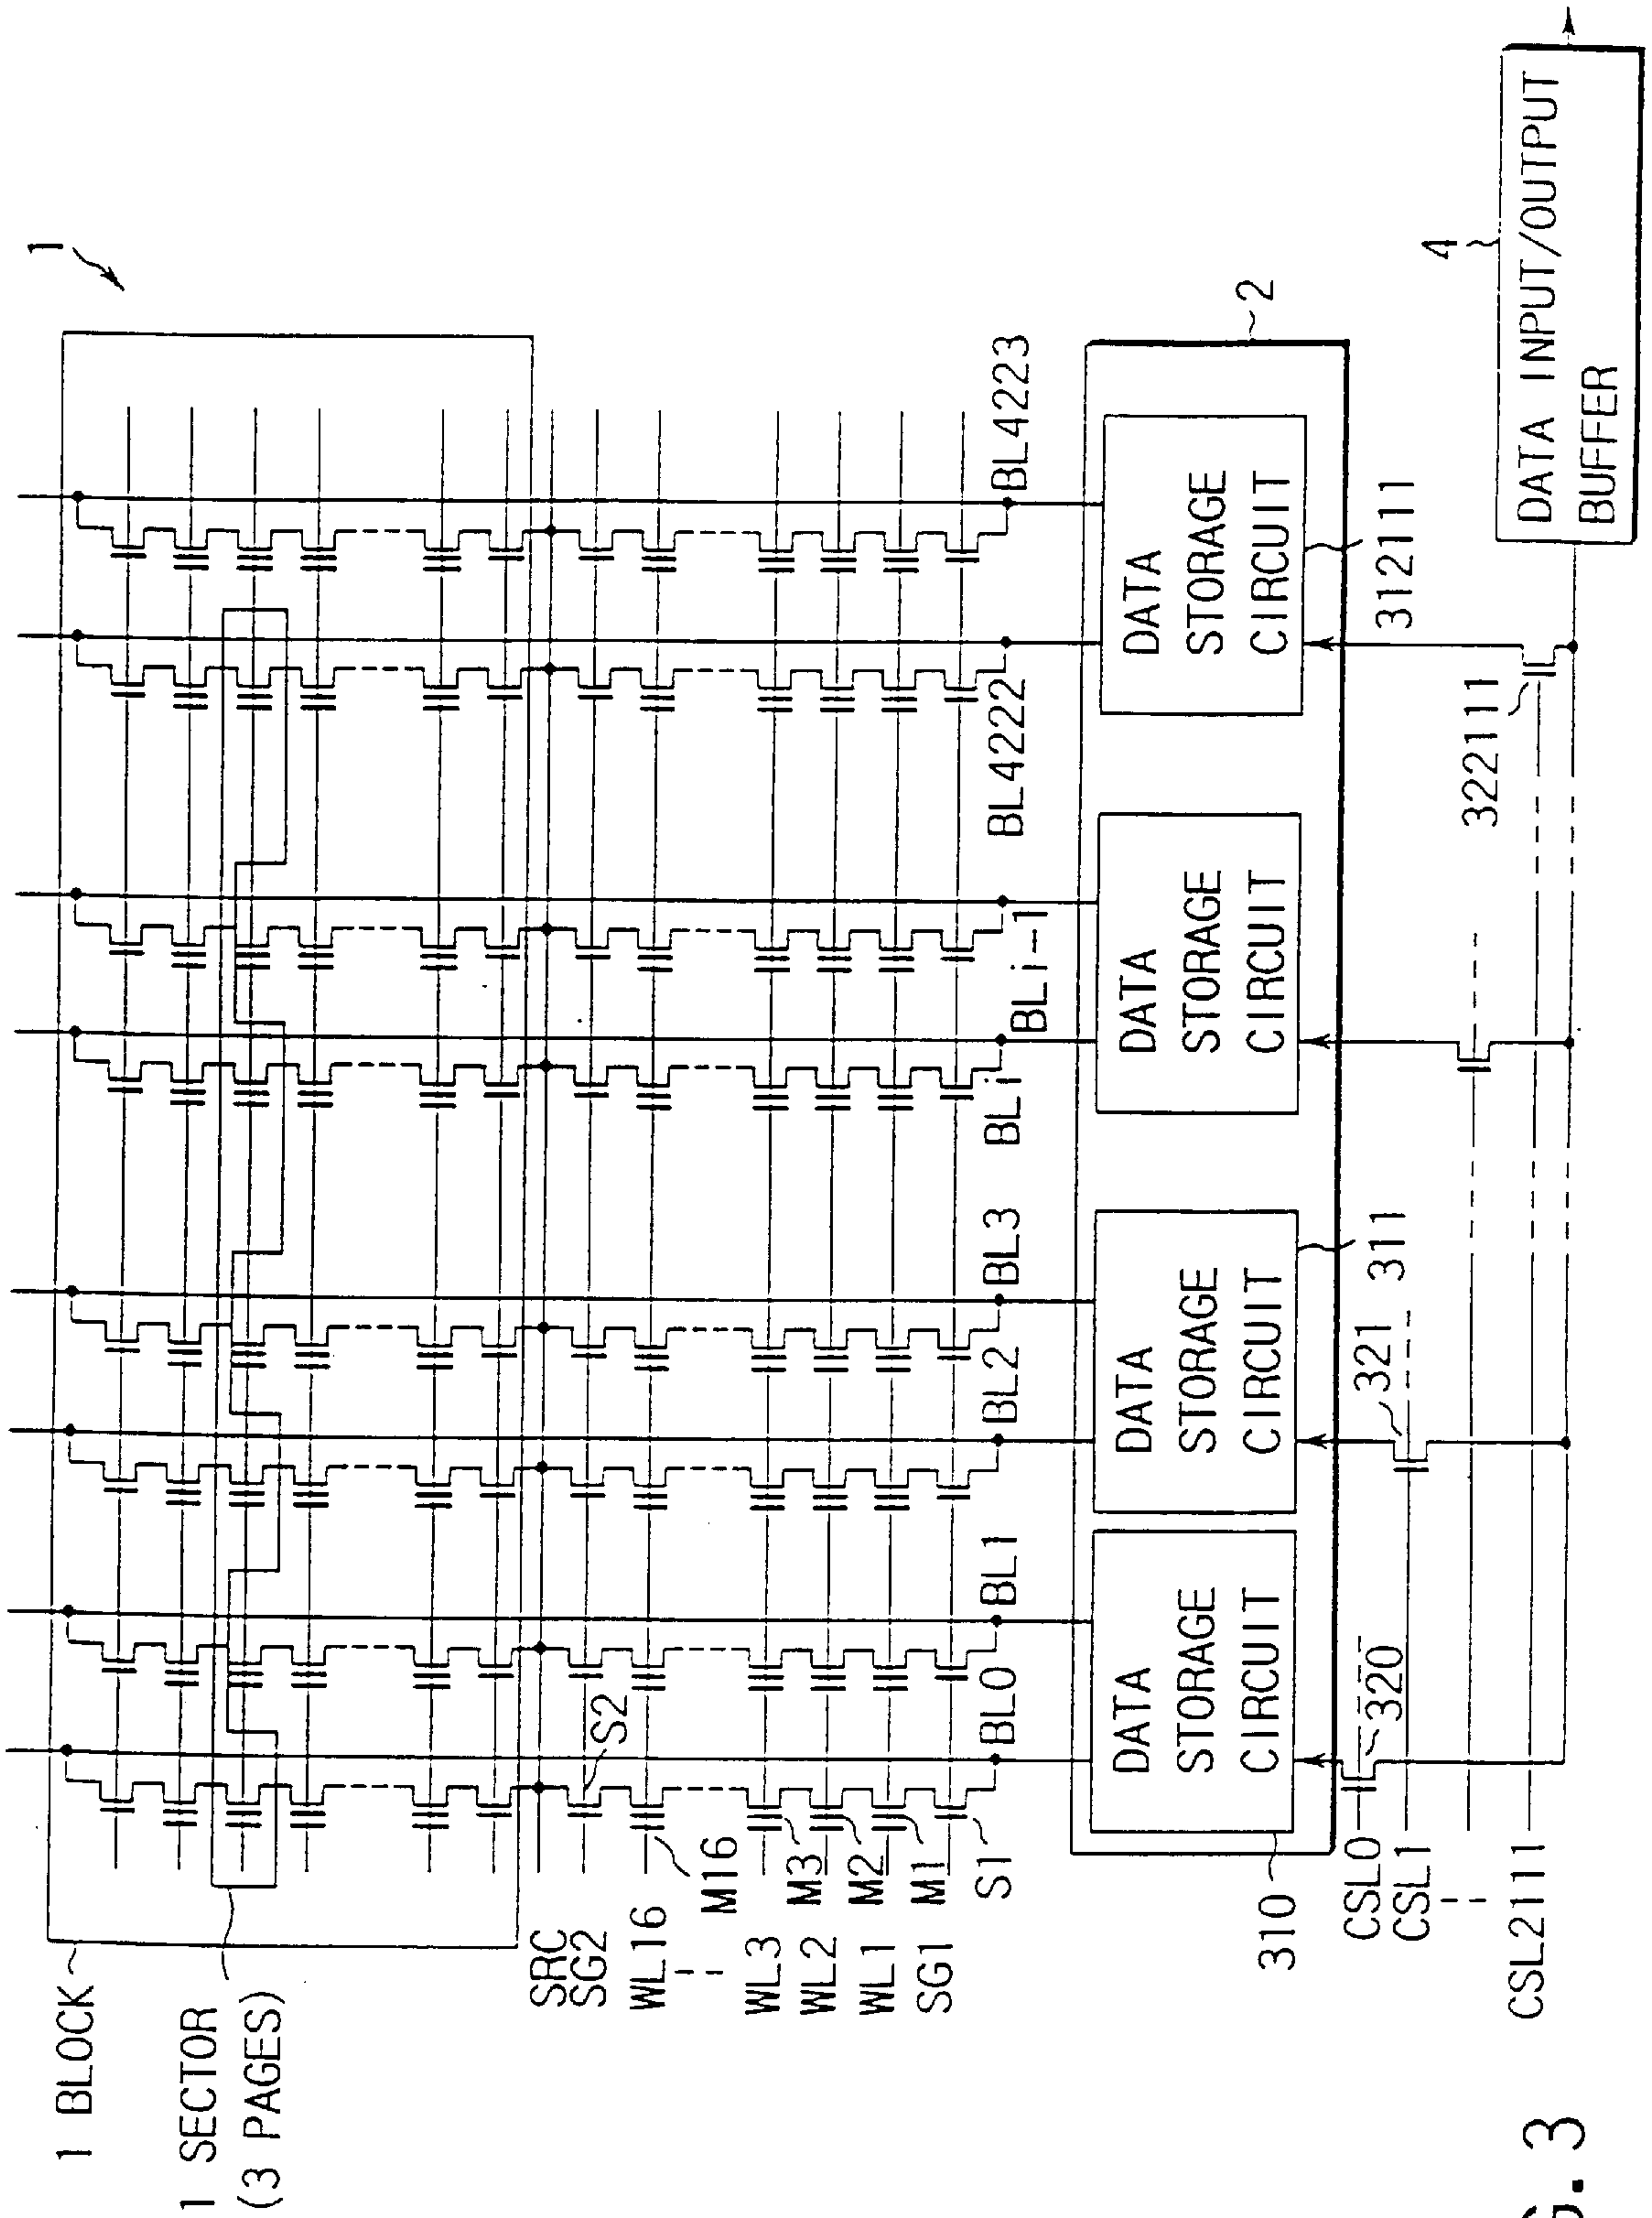 1
1 BLOCK
1 SECTOR
(3 PAGES)
SRC
SG2
WL16
WL3
WL2
WL1
SG1
M16
M3
M2
M1
S1
S2
BL0
BL1
BL2
BL3
BLi
BLi-1
BL4222
BL4223
2
DATA
STORAGE
CIRCUIT
DATA
STORAGE
CIRCUIT
DATA
STORAGE
CIRCUIT
DATA
STORAGE
CIRCUIT
310
311
3122111
CSL0
CSL1
CSL2111
320
321
322111
4
DATA INPUT/OUTPUT
BUFFER
G.3